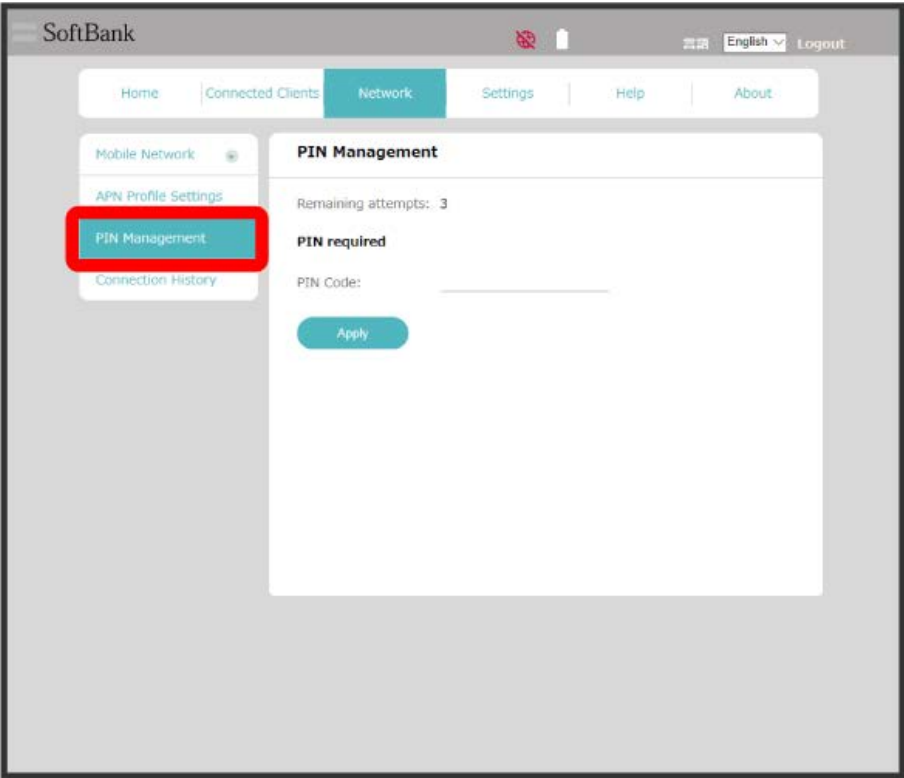 SoftBank
言語 English Logout
Home Connected Clients Network Settings Help About
Mobile Network
APN Profile Settings
PIN Management
Connection History
PIN Management
Remaining attempts: 3
PIN required
PIN Code:
Apply